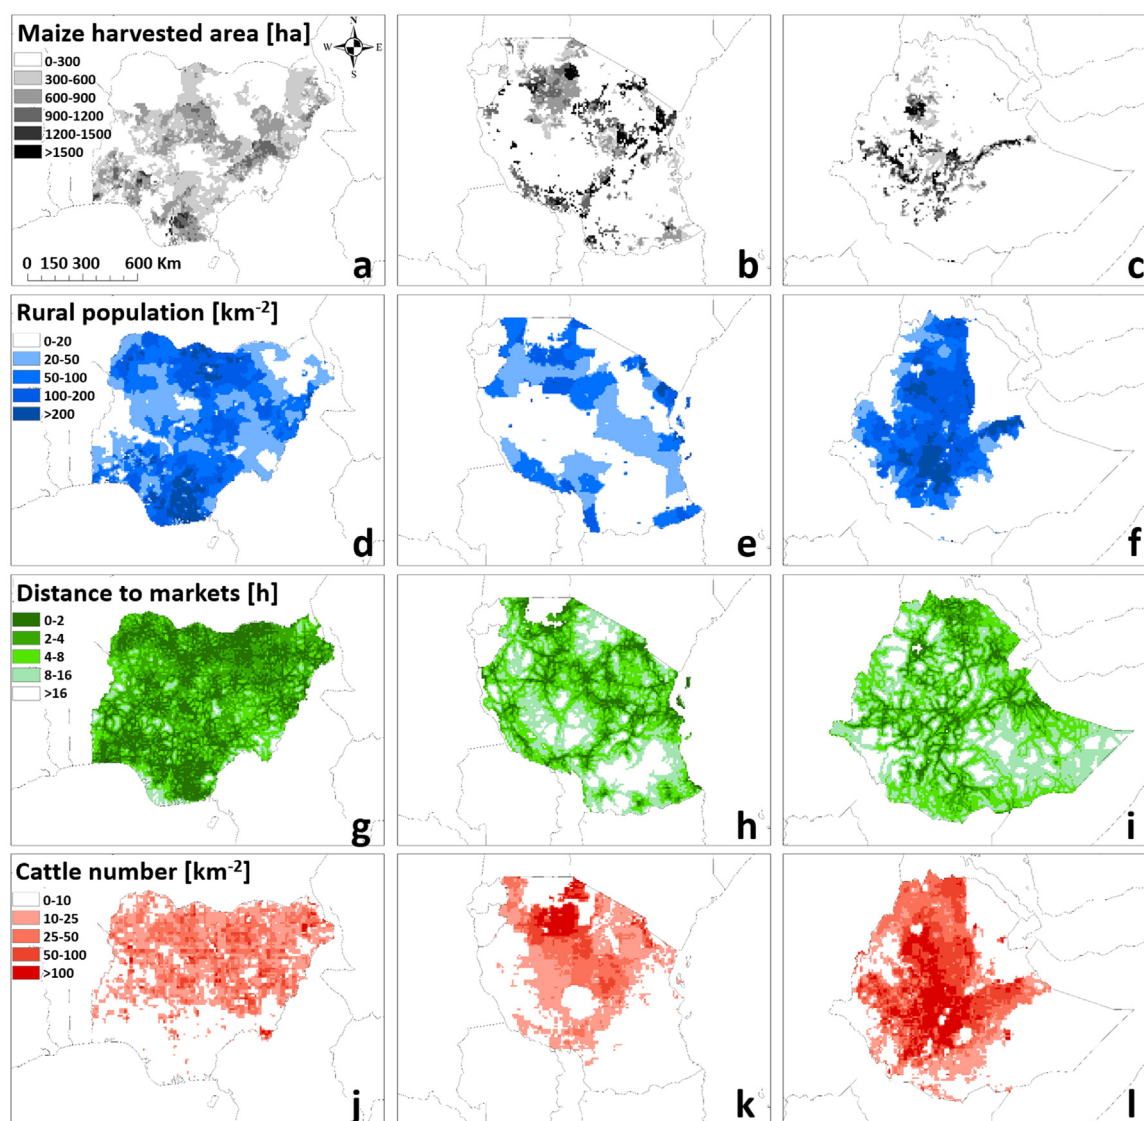 Maize harvested area [ha]
N
W E
S
0-300
300-600
600-900
900-1200
1200-1500
>1500
0 150 300 600 Km
a
b
c
Rural population [km-2]
0-20
20-50
50-100
100-200
>200
d
e
f
Distance to markets [h]
0-2
2-4
4-8
8-16
>16
g
h
i
Cattle number [km-2]
0-10
10-25
25-50
50-100
>100
j
k
l